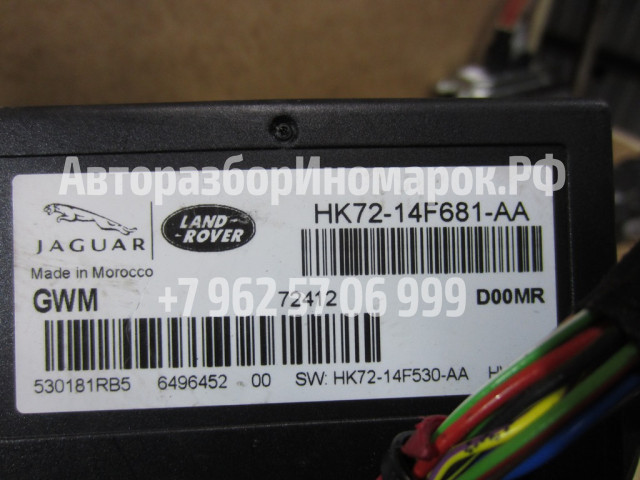 АвторазборИномарок.РФ
JAGUAR
LAND
ROVER
HK72-14F681-AA
Made in Morocco
GWM 72412 D00MR
+7 962 57 06 999
530181RB5 6496452 00 SW: HK72-14F530-AA